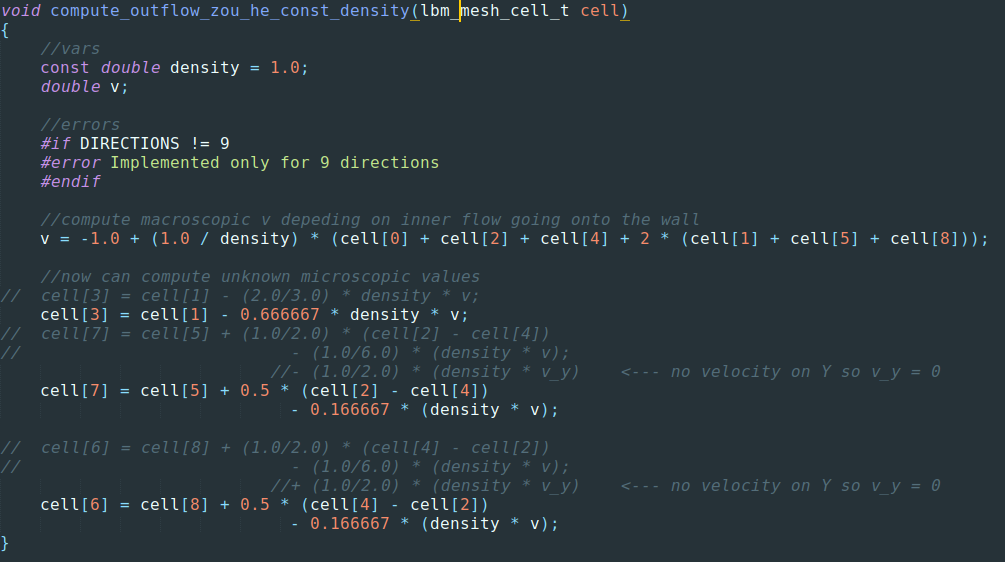 void compute_outflow_zou_he_const_density(lbm_mesh_cell_t cell)
{
    //vars
    const double density = 1.0;
    double v;

    //errors
    #if DIRECTIONS != 9
    #error Implemented only for 9 directions
    #endif

    //compute macroscopic v depeding on inner flow going onto the wall
    v = -1.0 + (1.0 / density) * (cell[0] + cell[2] + cell[4] + 2 * (cell[1] + cell[5] + cell[8]));

    //now can compute unknown microscopic values
//  cell[3] = cell[1] - (2.0/3.0) * density * v;
    cell[3] = cell[1] - 0.666667 * density * v;
//  cell[7] = cell[5] + (1.0/2.0) * (cell[2] - cell[4])
//                           - (1.0/6.0) * (density * v);
                           //- (1.0/2.0) * (density * v_y)    <--- no velocity on Y so v_y = 0
    cell[7] = cell[5] + 0.5 * (cell[2] - cell[4])
                             - 0.166667 * (density * v);

//  cell[6] = cell[8] + (1.0/2.0) * (cell[4] - cell[2])
//                           - (1.0/6.0) * (density * v);
                           //+ (1.0/2.0) * (density * v_y)    <--- no velocity on Y so v_y = 0
    cell[6] = cell[8] + 0.5 * (cell[4] - cell[2])
                             - 0.166667 * (density * v);
}